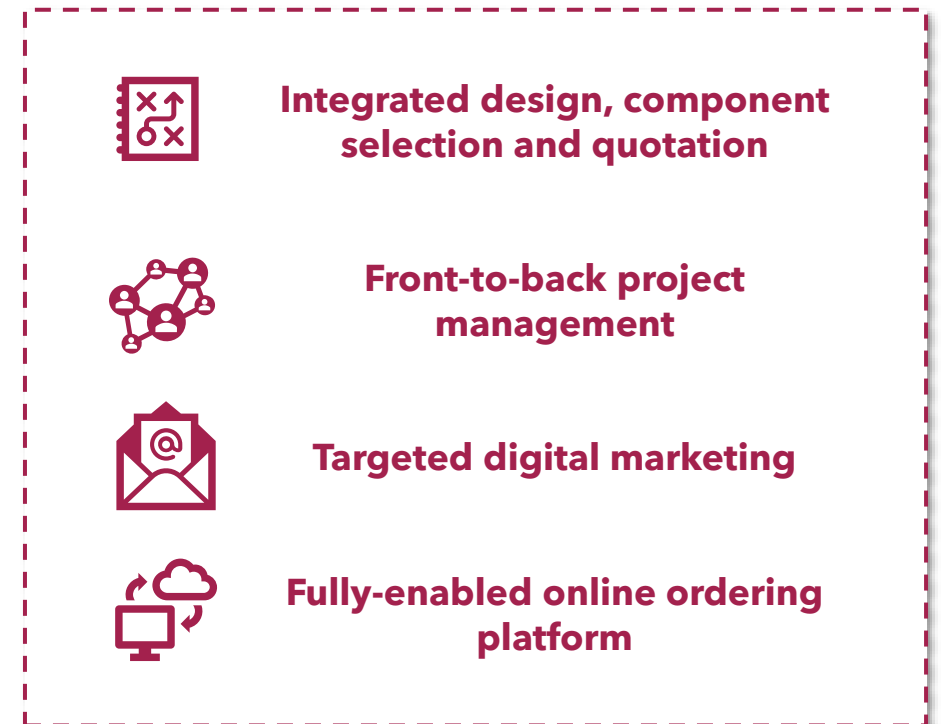 Integrated design, component
selection and quotation
Front-to-back project
management
Targeted digital marketing
Fully-enabled online ordering
platform